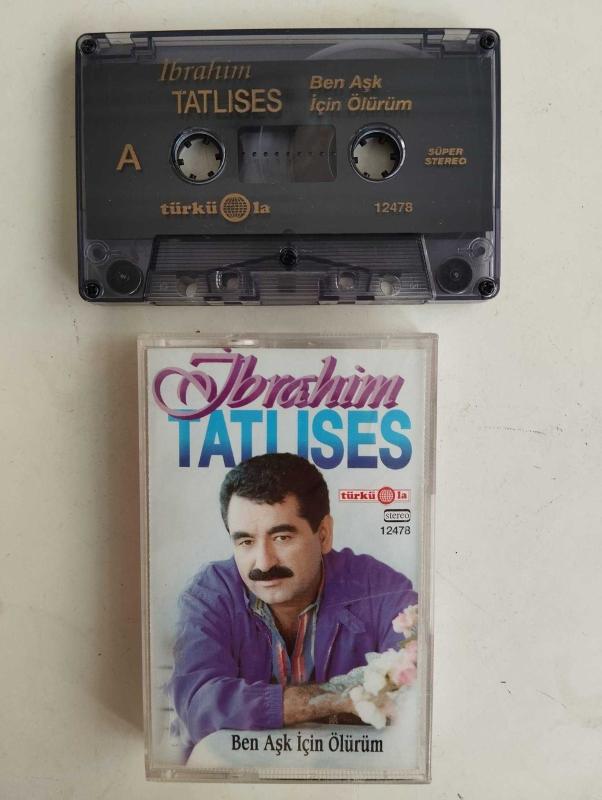 İbrahim
TATLISES
Ben Aşk
İçin Ölürüm
A
SÜPER
STEREO
türkü la
12478
İbrahim
TATLISES
türkü la
stereo
12478
Ben Aşk İçin Ölürüm